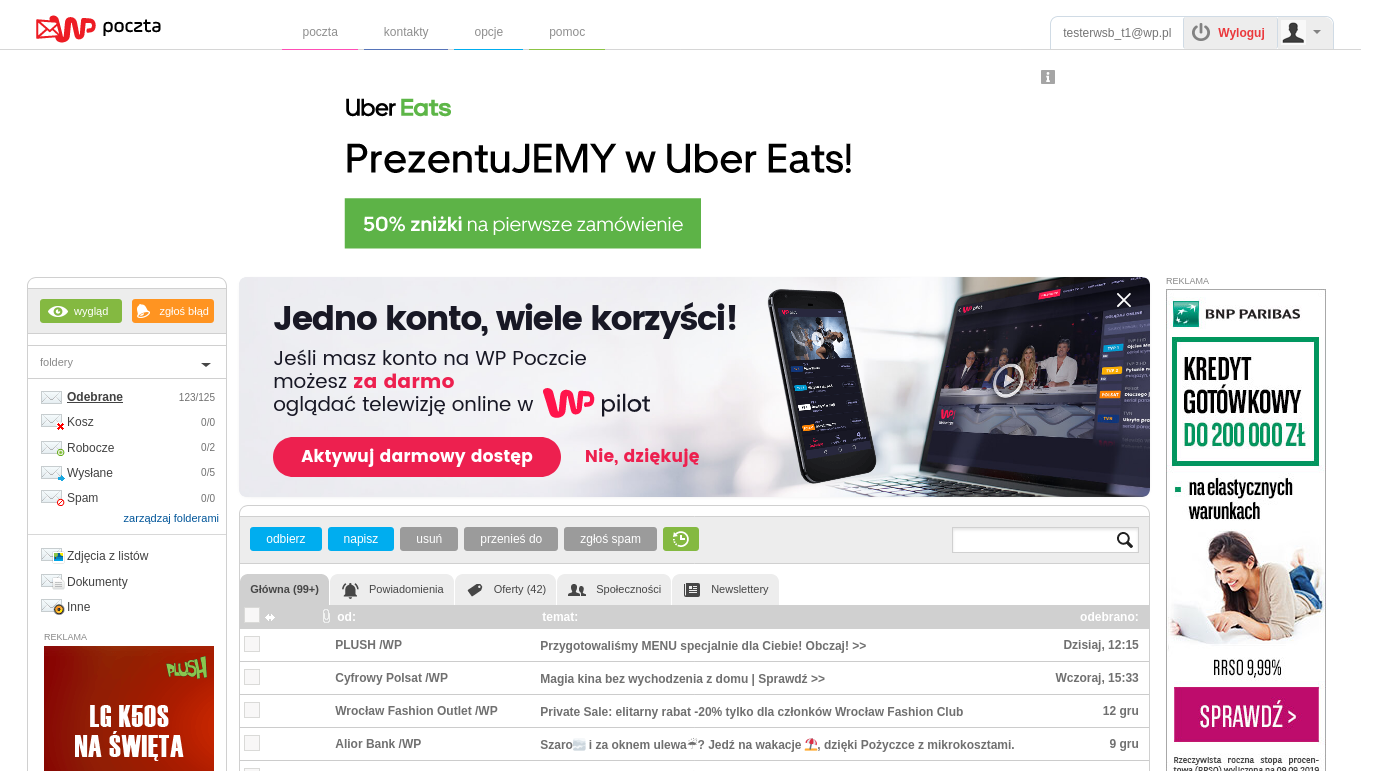 WP poczta
poczta
kontakty
opcje
pomoc
testerwsb_t1@wp.pl
Wyloguj
Uber Eats
PrezentuJEMY w Uber Eats!
50% zniżki na pierwsze zamówienie
wygląd
zgłoś błąd
foldery
Odebrane 123/125
Kosz 0/0
Robocze 0/2
Wysłane 0/5
Spam 0/0
zarządzaj folderami
Zdjęcia z listów
Dokumenty
Inne
REKLAMA
PLUSH
LG K50S
NA ŚWIĘTA
Jedno konto, wiele korzyści!
Jeśli masz konto na WP Poczcie
możesz za darmo
oglądać telewizję online w WP pilot
Aktywuj darmowy dostęp
Nie, dziękuję
odbierz
napisz
usuń
przenieś do
zgłoś spam
Główna (99+)
Powiadomienia
Oferty (42)
Społeczności
Newslettery
od: temat: odebrano:
PLUSH /WP Przygotowaliśmy MENU specjalnie dla Ciebie! Obczaj! >> Dzisiaj, 12:15
Cyfrowy Polsat /WP Magia kina bez wychodzenia z domu | Sprawdź >> Wczoraj, 15:33
Wrocław Fashion Outlet /WP Private Sale: elitarny rabat -20% tylko dla członków Wrocław Fashion Club 12 gru
Alior Bank /WP Szaro🌫️ i za oknem ulewa☔? Jedź na wakacje ⛱️, dzięki Pożyczce z mikrokosztami. 9 gru
REKLAMA
BNP PARIBAS
KREDYT
GOTÓWKOWY
DO 200 000 ZŁ
na elastycznych
warunkach
RRSO 9,99%
SPRAWDŹ >
Rzeczywista roczna stopa procen-
towa (RRSO) wyliczona na 09.09.2019